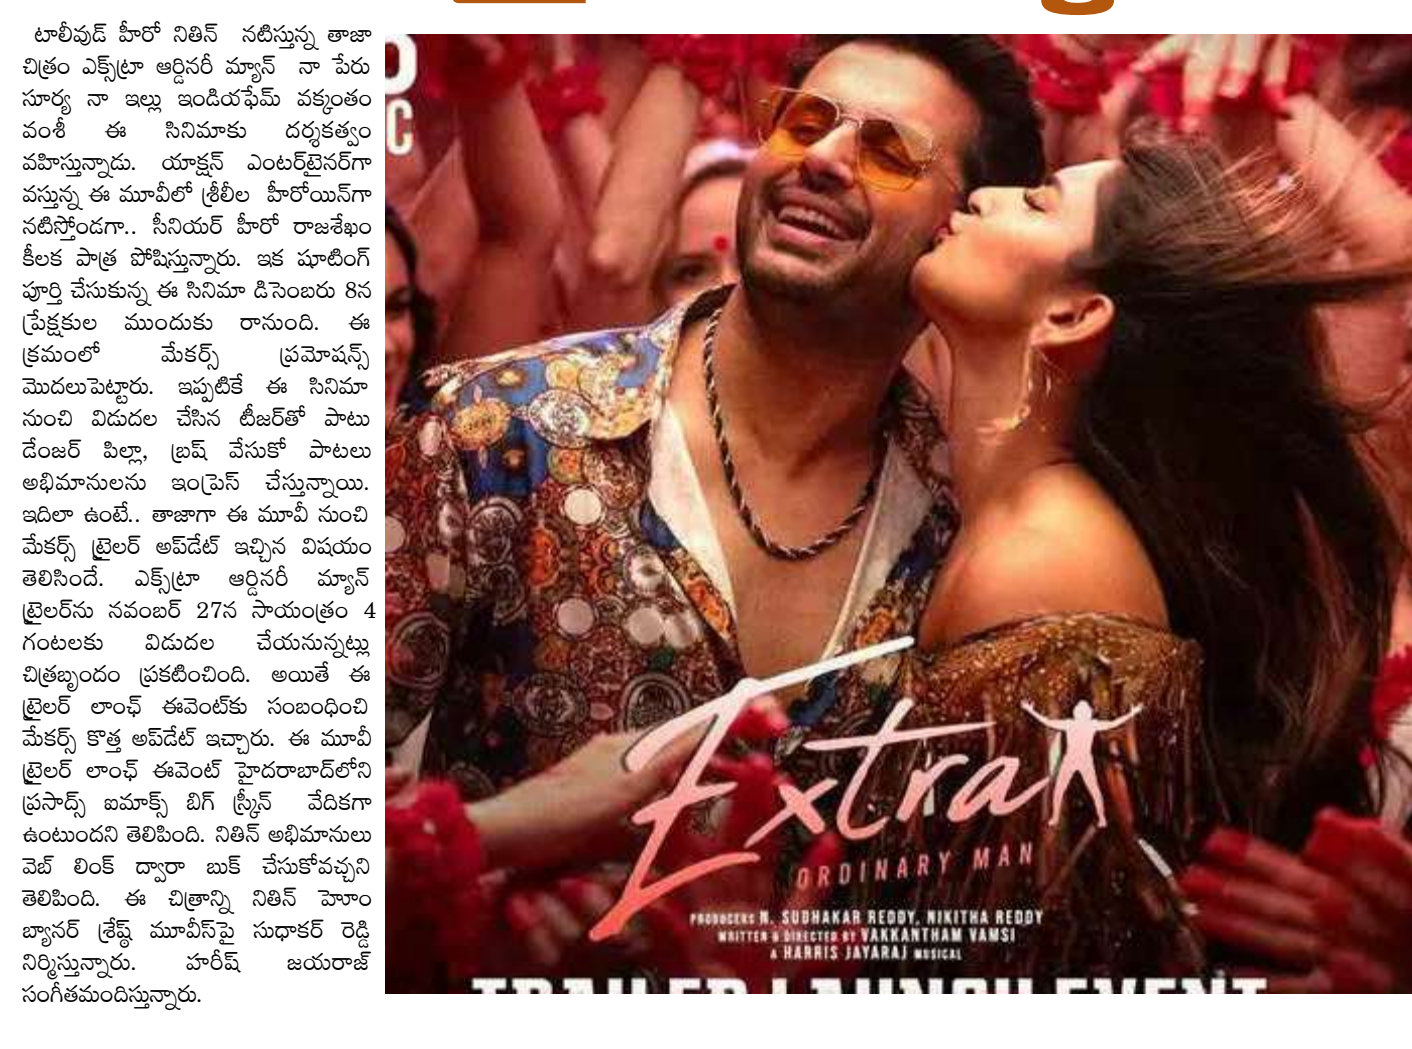 టాలీవుడ్ హీరో నితిన్ నటిస్తున్న తాజా
చిత్రం ఎక్స్‌ట్రా ఆర్డినరీ మ్యాన్ నా పేరు
సూర్య నా ఇల్లు ఇండియఫేమ్ వక్కంతం
వంశీ ఈ సినిమాకు దర్శకత్వం
వహిస్తున్నాడు. యాక్షన్ ఎంటర్‌టైనర్‌గా
వస్తున్న ఈ మూవీలో శ్రీలీల హీరోయిన్‌గా
నటిస్తోండగా.. సీనియర్ హీరో రాజశేఖం
కీలక పాత్ర పోషిస్తున్నారు. ఇక షూటింగ్
పూర్తి చేసుకున్న ఈ సినిమా డిసెంబరు 8న
ప్రేక్షకుల ముందుకు రానుంది. ఈ
క్రమంలో మేకర్స్ ప్రమోషన్స్
మొదలుపెట్టారు. ఇప్పటికే ఈ సినిమా
నుంచి విడుదల చేసిన టీజర్‌తో పాటు
డేంజర్ పిల్లా, బ్రష్ వేసుకో పాటలు
అభిమానులను ఇంప్రెస్ చేస్తున్నాయి.
ఇదిలా ఉంటే.. తాజాగా ఈ మూవీ నుంచి
మేకర్స్ ట్రైలర్ అప్‌డేట్ ఇచ్చిన విషయం
తెలిసిందే. ఎక్స్‌ట్రా ఆర్డినరీ మ్యాన్
ట్రైలర్‌ను నవంబర్ 27న సాయంత్రం 4
గంటలకు విడుదల చేయనున్నట్లు
చిత్రబృందం ప్రకటించింది. అయితే ఈ
ట్రైలర్ లాంఛ్ ఈవెంట్‌కు సంబంధించి
మేకర్స్ కొత్త అప్‌డేట్ ఇచ్చారు. ఈ మూవీ
ట్రైలర్ లాంఛ్ ఈవెంట్ హైదరాబాద్‌లోని
ప్రసాద్స్ ఐమాక్స్ బిగ్ స్క్రీన్ వేదికగా
ఉంటుందని తెలిపింది. నితిన్ అభిమానులు
వెబ్ లింక్ ద్వారా బుక్ చేసుకోవచ్చని
తెలిపింది. ఈ చిత్రాన్ని నితిన్ హెూం
బ్యానర్ శ్రేష్ఠ్ మూవీస్‌పై సుధాకర్ రెడ్డి
నిర్మిస్తున్నారు. హరీష్ జయరాజ్
సంగీతమందిస్తున్నారు.
Extra
ORDINARY MAN
PRODUCERS N. SUDHAKAR REDDY, NIKITHA REDDY
WRITTEN & DIRECTED BY VAKKANTHAM VAMSI
A HARRIS JAYARAJ MUSICAL
TRAILER LAUNCH EVENT